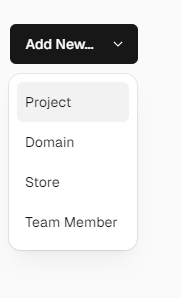 Add New...
Project
Domain
Store
Team Member